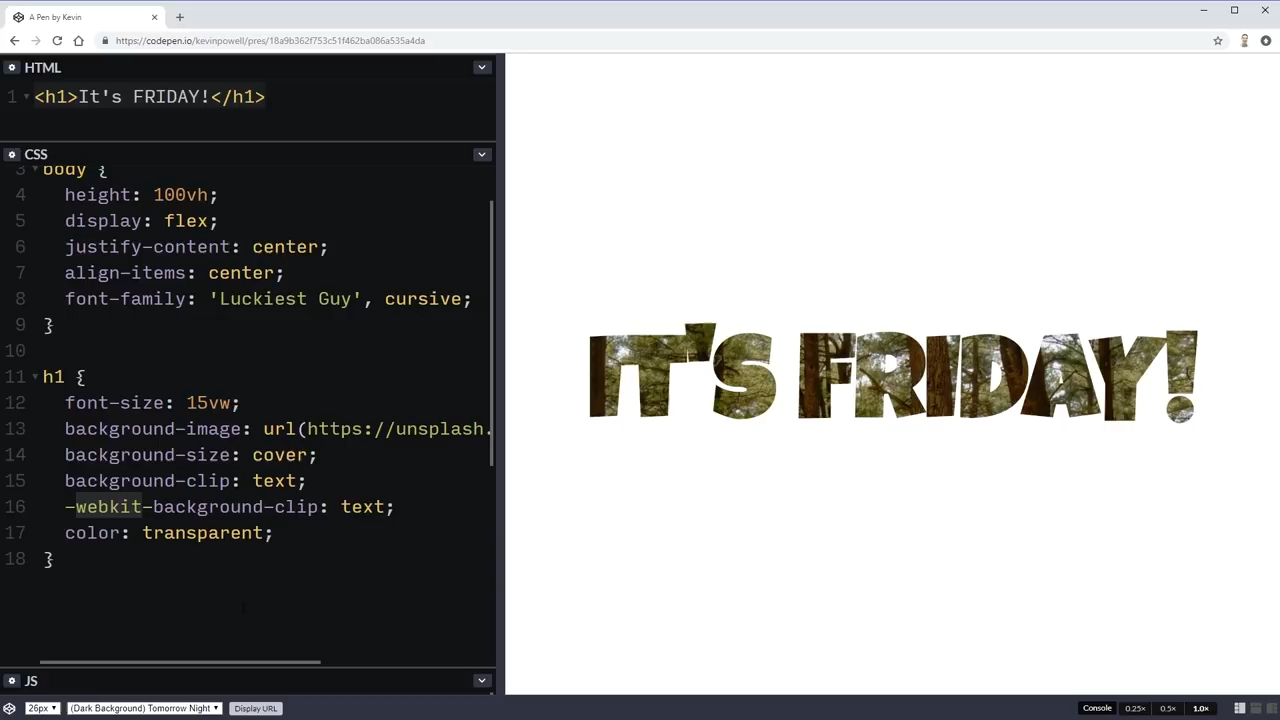 A Pen by Kevin
https://codepen.io/kevinpowell/pres/18a9b362f753c51f462ba086a535a4da
HTML
1 <h1>It's FRIDAY!</h1>
CSS
3 body {
4 height: 100vh;
5 display: flex;
6 justify-content: center;
7 align-items: center;
8 font-family: 'Luckiest Guy', cursive;
9 }
10
11 h1 {
12 font-size: 15vw;
13 background-image: url(https://unsplash.
14 background-size: cover;
15 background-clip: text;
16 -webkit-background-clip: text;
17 color: transparent;
18 }
IT'S FRIDAY!
JS
26px (Dark Background) Tomorrow Night Display URL Console 0.25x 0.5x 1.0x